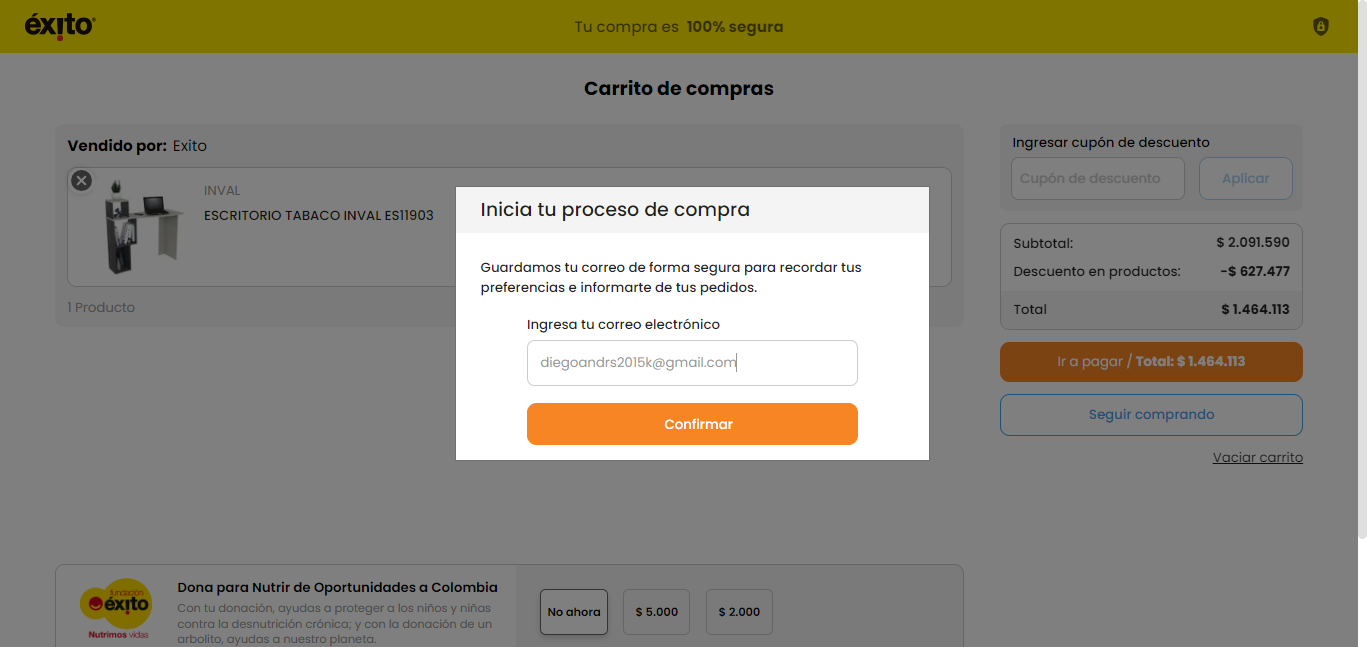 éxito
Tu compra es 100% segura
Carrito de compras
Vendido por: Exito
INVAL
ESCRITORIO TABACO INVAL ES11903
1 Producto
Inicia tu proceso de compra
Guardamos tu correo de forma segura para recordar tus
preferencias e informarte de tus pedidos.
Ingresa tu correo electrónico
diegoandrs2015k@gmail.com
Confirmar
Ingresar cupón de descuento
Cupón de descuento
Aplicar
Subtotal: $ 2.091.590
Descuento en productos: -$ 627.477
Total $ 1.464.113
Ir a pagar / Total: $ 1.464.113
Seguir comprando
Vaciar carrito
fundación
éxito
Nutrimos vidas
Dona para Nutrir de Oportunidades a Colombia
Con tu donación, ayudas a proteger a los niños y niñas
contra la desnutrición crónica; y con la donación de un
arbolito, ayudas a nuestro planeta.
No ahora
$ 5.000
$ 2.000